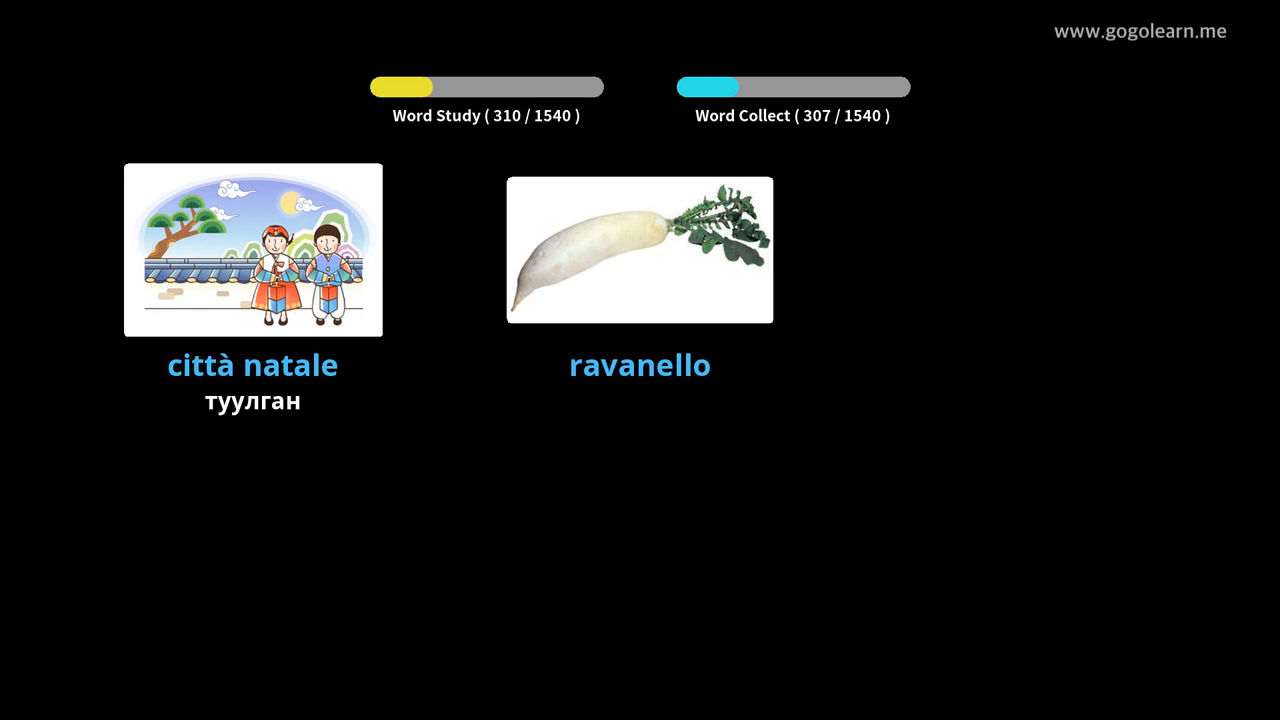 www.gogolearn.me
Word Study ( 310 / 1540 )
Word Collect ( 307 / 1540 )
città natale
туулган
ravanello